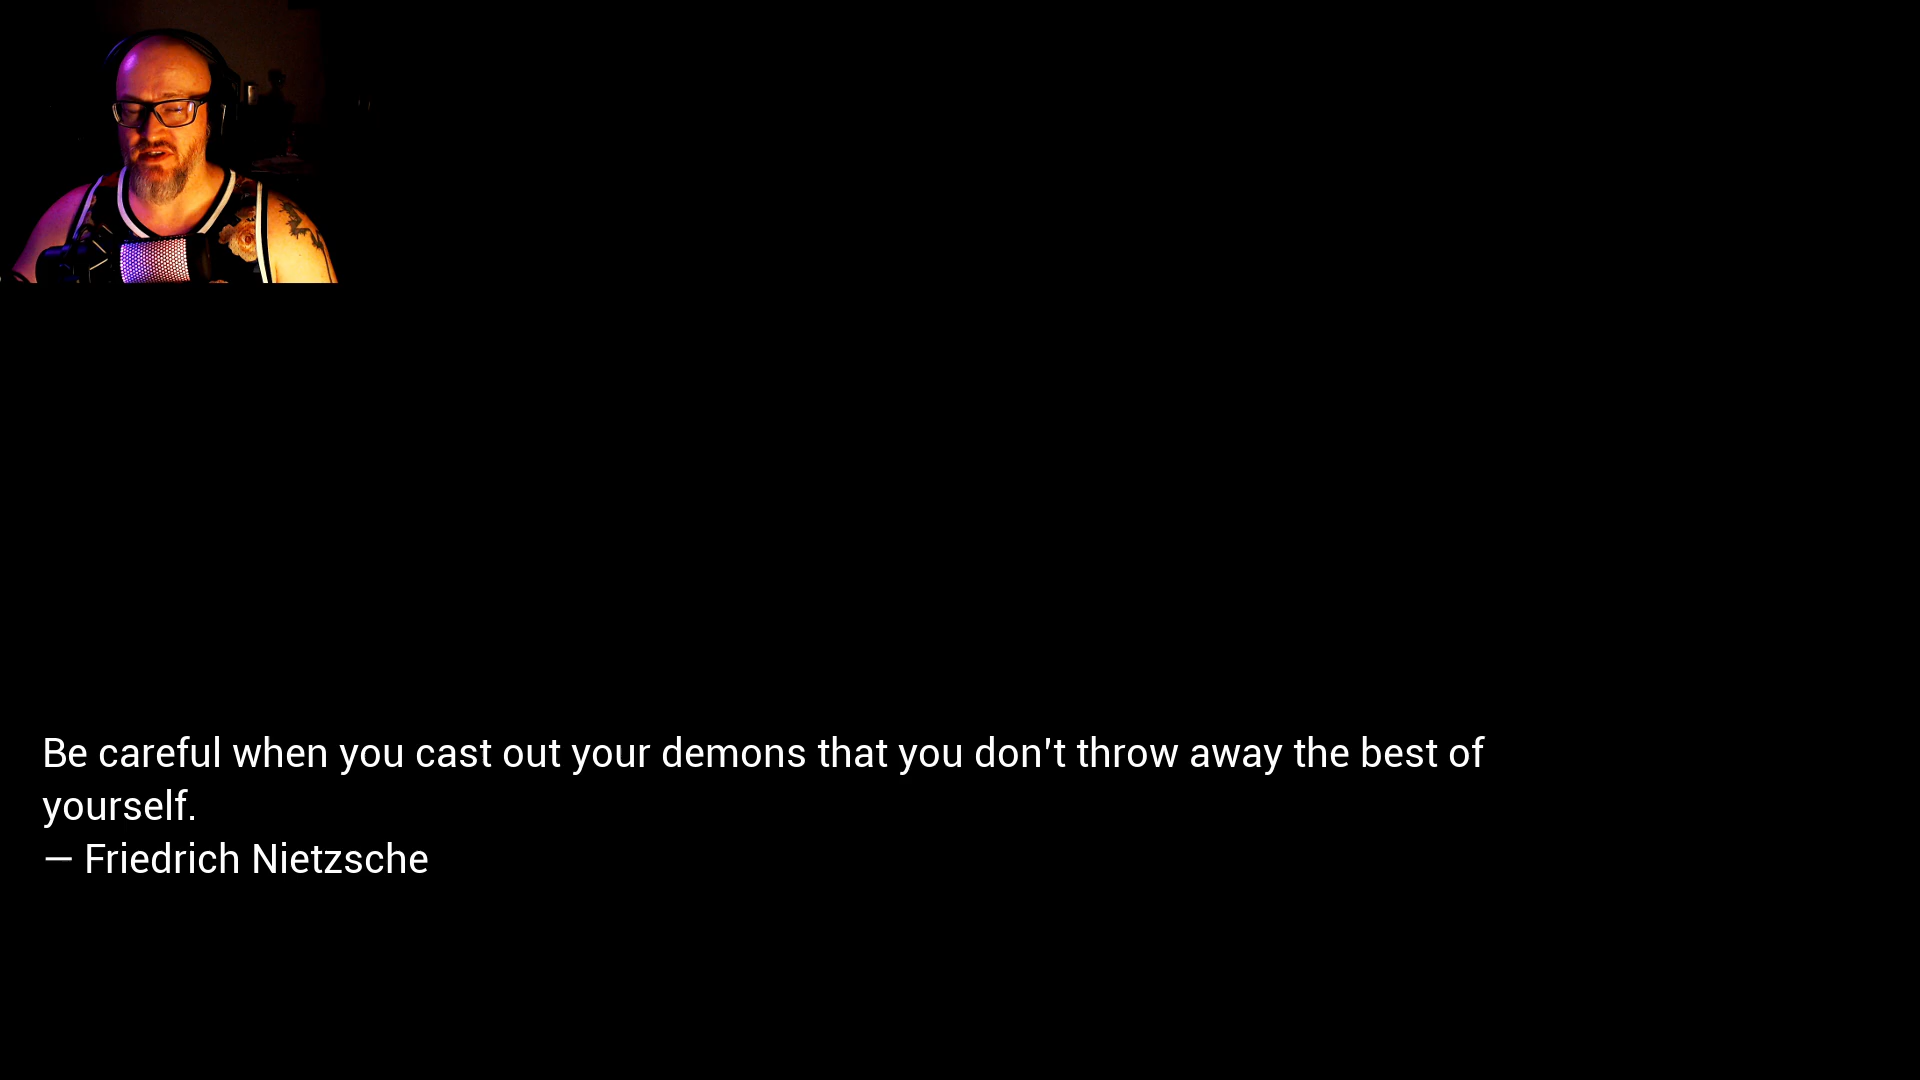 Be careful when you cast out your demons that you don't throw away the best of
yourself.
— Friedrich Nietzsche